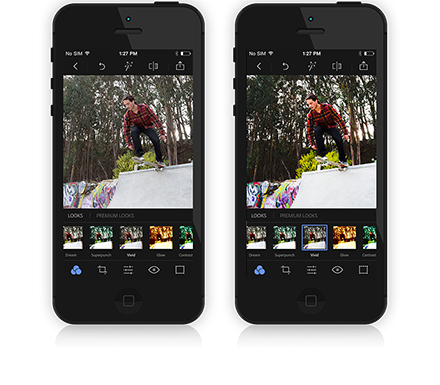 No SIM 1:27 PM
LOOKS | PREMIUM LOOKS
Dream Superpunch Vivid Glow Contrast
No SIM 1:27 PM
LOOKS | PREMIUM LOOKS
Dream Superpunch Vivid Glow Contrast